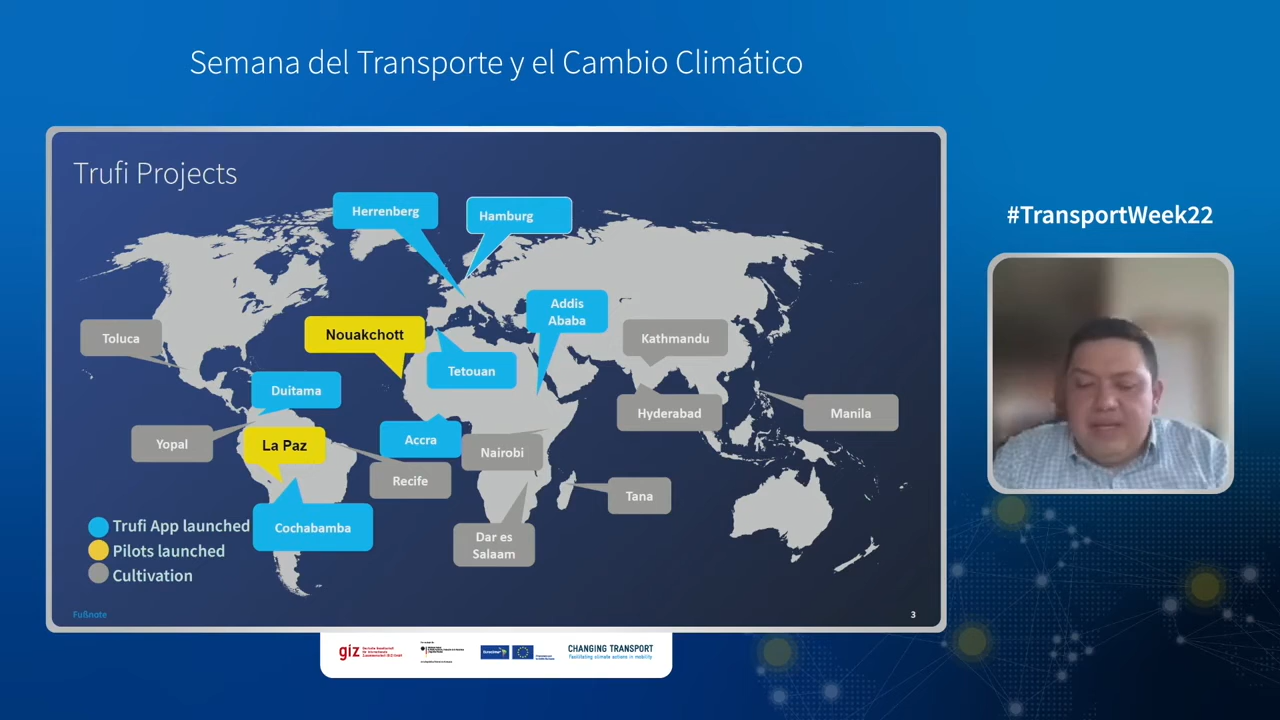 Semana del Transporte y el Cambio Climático
Trufi Projects
Herrenberg
Hamburg
Addis
Ababa
Nouakchott
Toluca
Kathmandu
Tetouan
Duitama
Hyderabad
Manila
Yopal
La Paz
Accra
Nairobi
Recife
Tana
Cochabamba
Dar es
Salaam
Trufi App launched
Pilots launched
Cultivation
Fußnote
3
#TransportWeek22
giz
CHANGING TRANSPORT
Facilitating climate actions in mobility